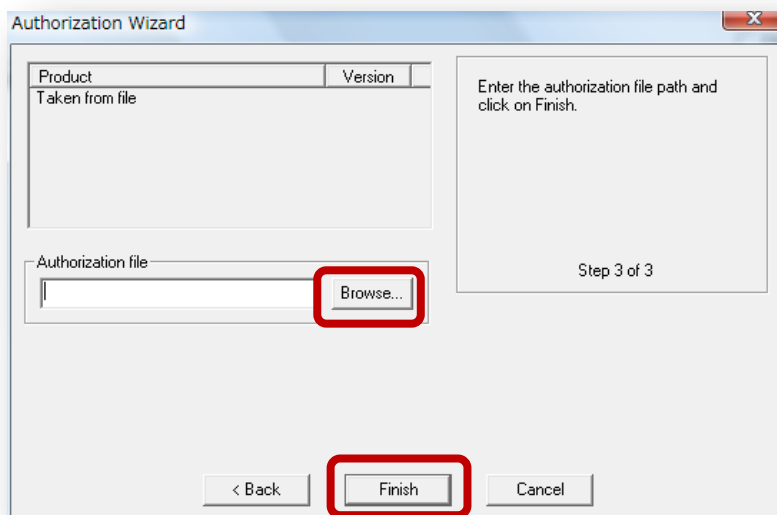 Authorization Wizard
Product Version
Taken from file
Enter the authorization file path and
click on Finish.
Step 3 of 3
Authorization file
Browse...
< Back Finish Cancel